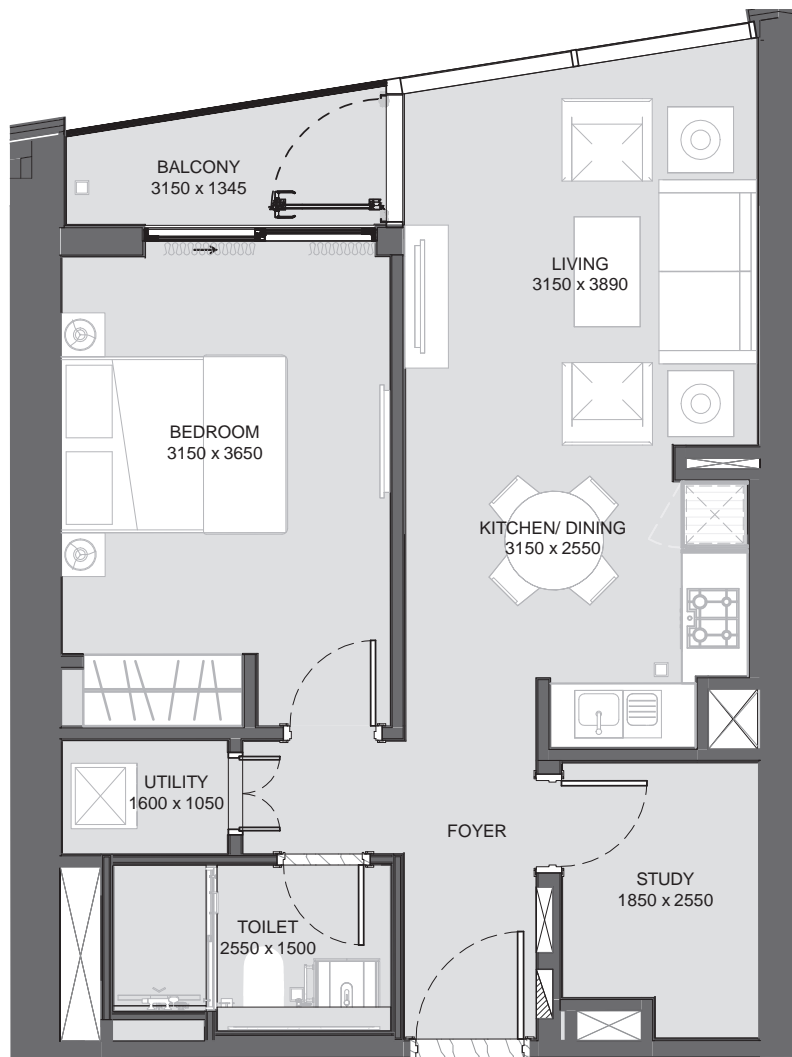 BALCONY
3150 x 1345
LIVING
3150 x 3890
BEDROOM
3150 x 3650
KITCHEN/ DINING
3150 x 2550
UTILITY
1600 x 1050
FOYER
STUDY
1850 x 2550
TOILET
2550 x 1500